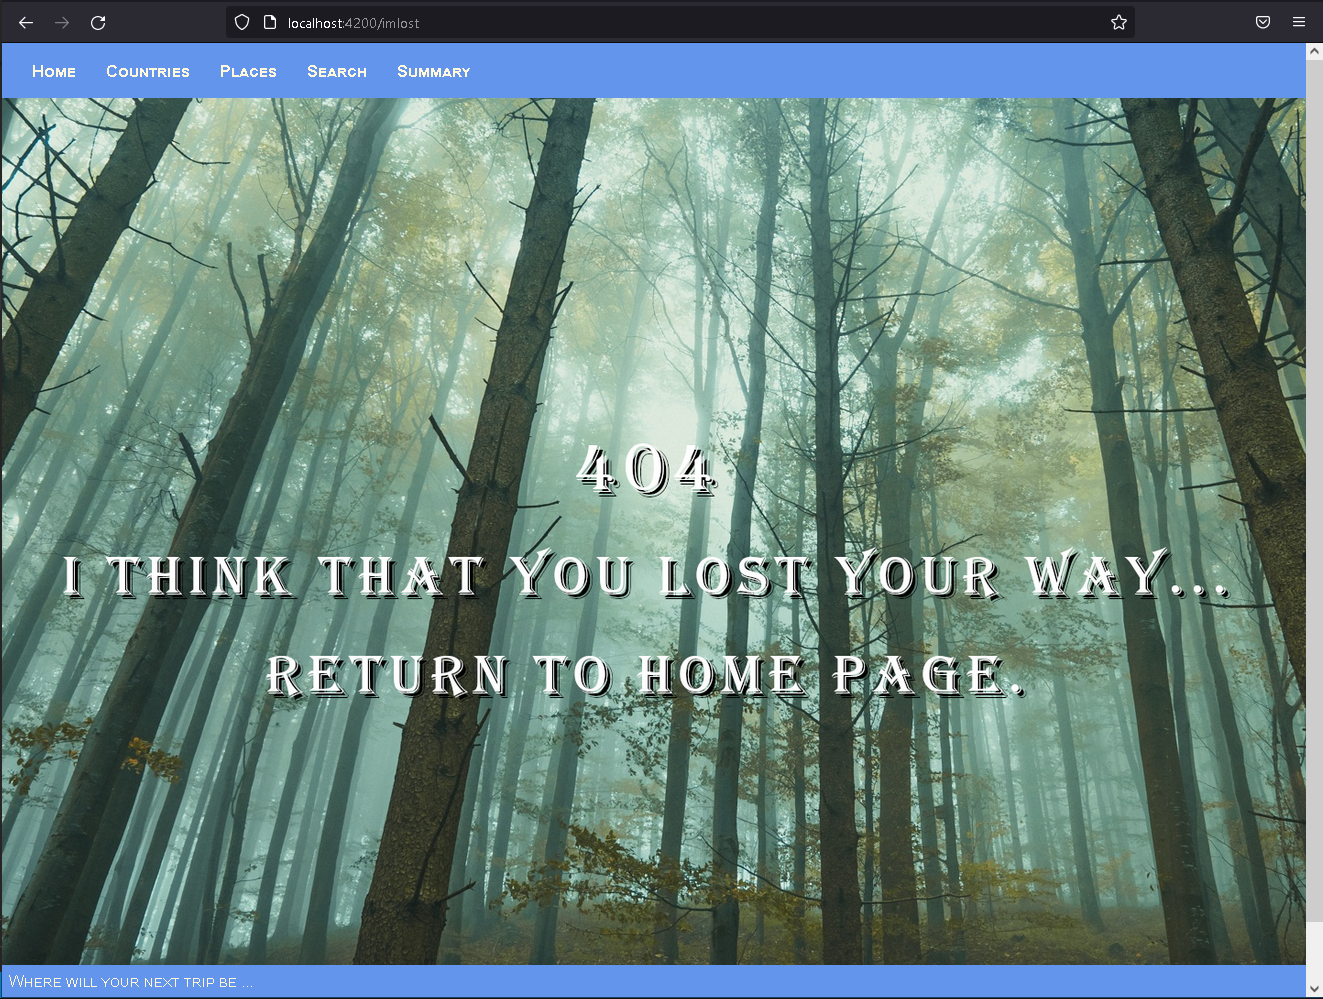 localhost:4200/imlost
Home Countries Places Search Summary
404
I THINK THAT YOU LOST YOUR WAY...
RETURN TO HOME PAGE.
Where will your next trip be ...